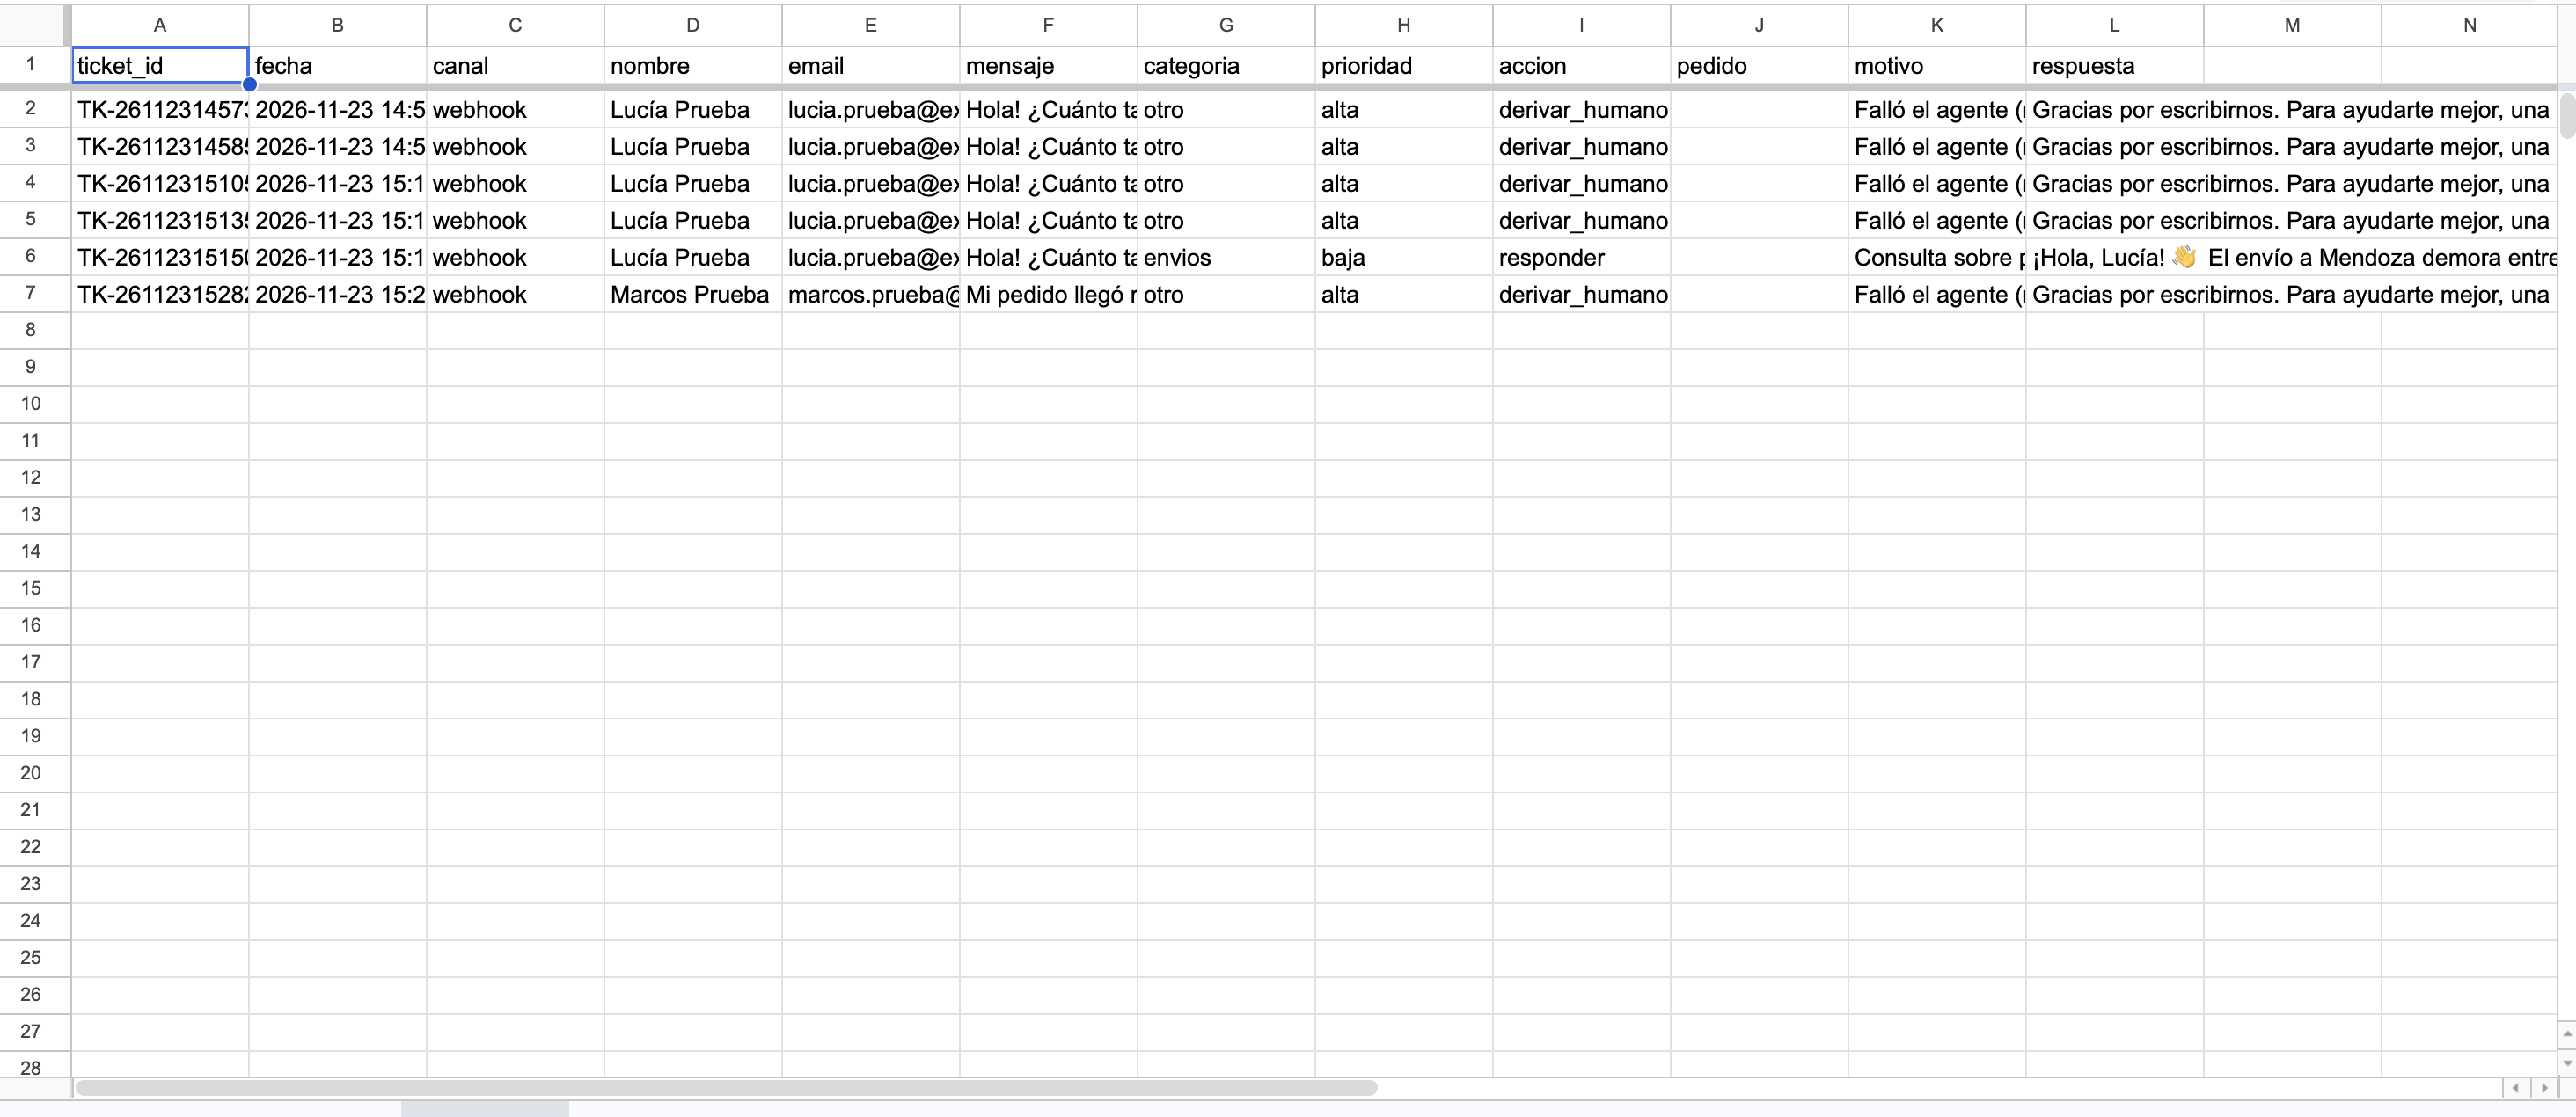 A B C D E F G H I J K L M N
1 ticket_id fecha canal nombre email mensaje categoria prioridad accion pedido motivo respuesta
2 TK-2611231457 2026-11-23 14:5 webhook Lucía Prueba lucia.prueba@ex Hola! ¿Cuánto ta otro alta derivar_humano Falló el agente ( Gracias por escribirnos. Para ayudarte mejor, una
3 TK-2611231458 2026-11-23 14:5 webhook Lucía Prueba lucia.prueba@ex Hola! ¿Cuánto ta otro alta derivar_humano Falló el agente ( Gracias por escribirnos. Para ayudarte mejor, una
4 TK-2611231510 2026-11-23 15:1 webhook Lucía Prueba lucia.prueba@ex Hola! ¿Cuánto ta otro alta derivar_humano Falló el agente ( Gracias por escribirnos. Para ayudarte mejor, una
5 TK-2611231513 2026-11-23 15:1 webhook Lucía Prueba lucia.prueba@ex Hola! ¿Cuánto ta otro alta derivar_humano Falló el agente ( Gracias por escribirnos. Para ayudarte mejor, una
6 TK-2611231515 2026-11-23 15:1 webhook Lucía Prueba lucia.prueba@ex Hola! ¿Cuánto ta envios baja responder Consulta sobre p ¡Hola, Lucía! 👋 El envío a Mendoza demora entre
7 TK-2611231528 2026-11-23 15:2 webhook Marcos Prueba marcos.prueba@ Mi pedido llegó r otro alta derivar_humano Falló el agente ( Gracias por escribirnos. Para ayudarte mejor, una
8
9
10
11
12
13
14
15
16
17
18
19
20
21
22
23
24
25
26
27
28